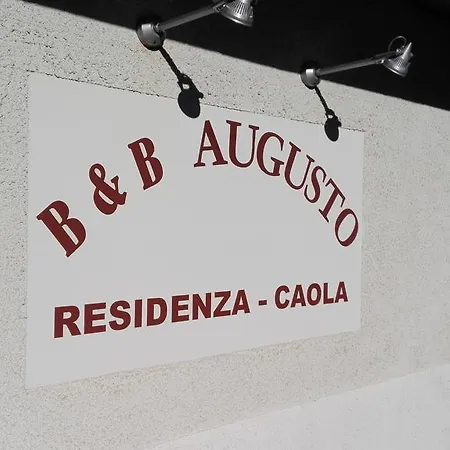 B & B AUGUSTO
RESIDENZA - CAOLA